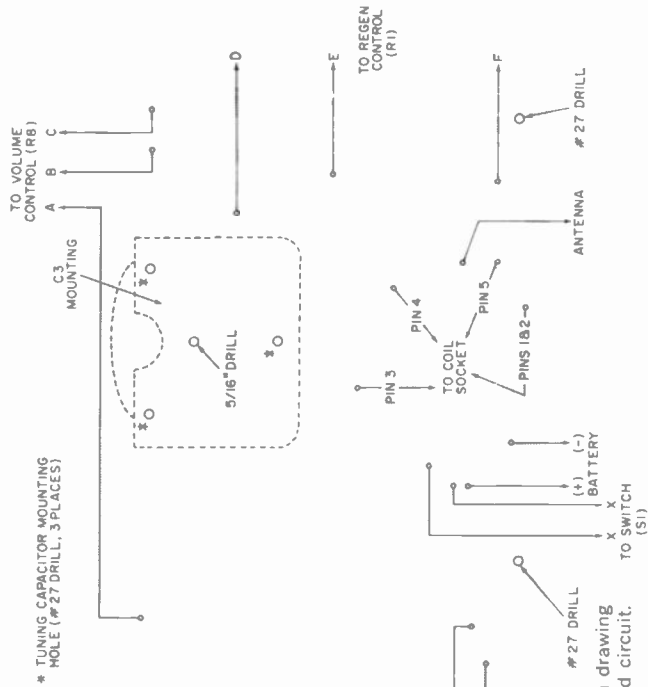 TO VOLUME
CONTROL (R8)
A
B
C
C3
MOUNTING
* TUNING CAPACITOR MOUNTING
HOLE (#27 DRILL, 3 PLACES)
*
*
*
5/16" DRILL
D
E
TO REGEN
CONTROL
(R1)
F
#27 DRILL
ANTENNA
PIN 4
PIN 5
PIN 3
TO COIL
SOCKET
PINS 1&2
(+) (-)
BATTERY
X X
TO SWITCH
(S1)
#27 DRILL
drawing
d circuit.